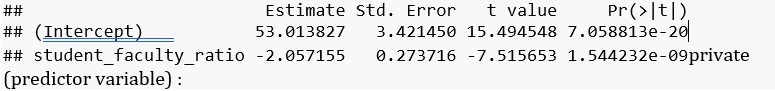 ##                        Estimate Std. Error   t value     Pr(>|t|)
## (Intercept)           53.013827   3.421450 15.494548 7.058813e-20
## student_faculty_ratio -2.057155   0.273716 -7.515653 1.544232e-09private
(predictor variable) :